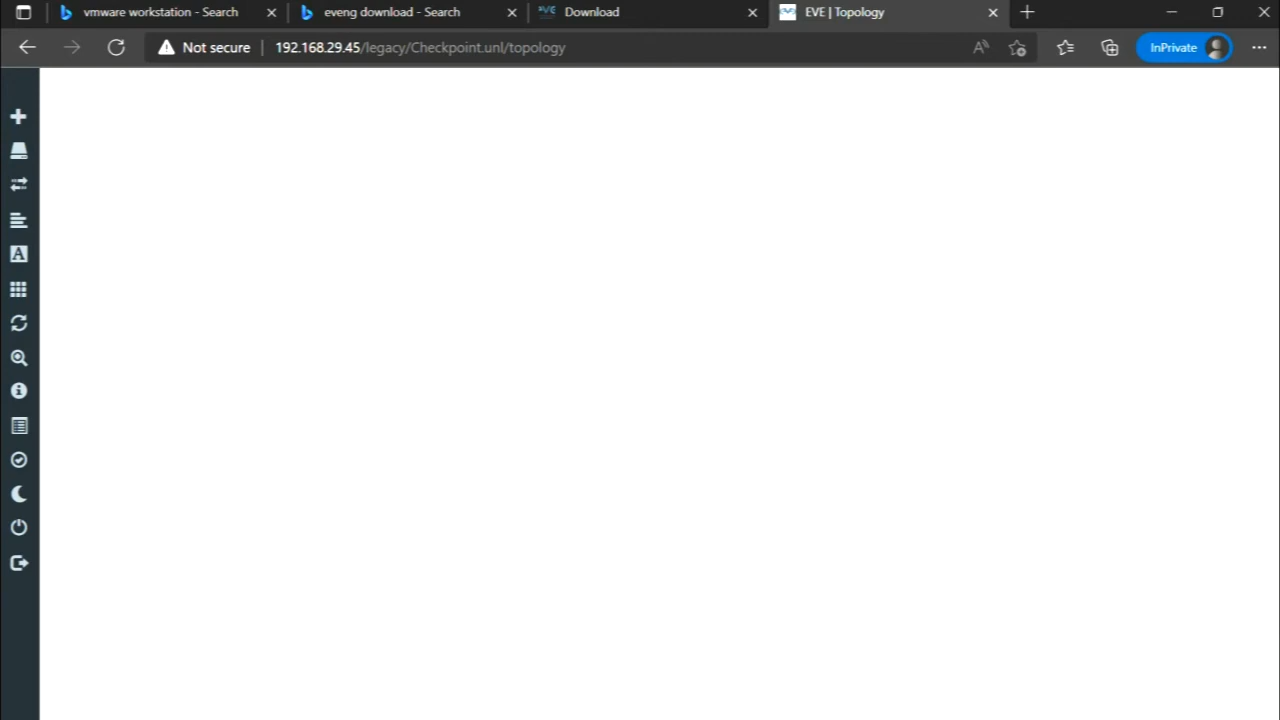 vmware workstation - Search
eveng download - Search
EVE Download
EVE | Topology
Not secure
192.168.29.45/legacy/Checkpoint.unl/topology
InPrivate
A